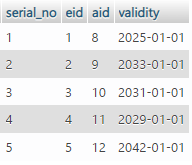 serial_no eid aid validity
1 1 8 2025-01-01
2 2 9 2033-01-01
3 3 10 2031-01-01
4 4 11 2029-01-01
5 5 12 2042-01-01